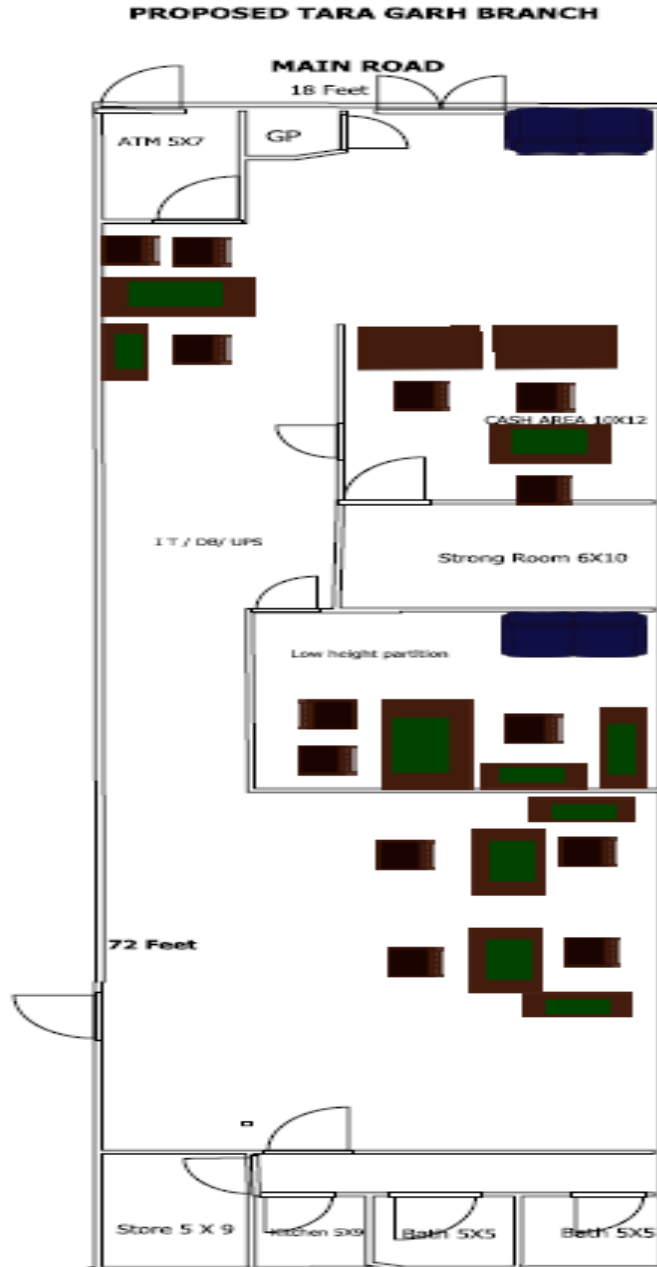 PROPOSED TARA GARH BRANCH
MAIN ROAD
18 Feet
ATM 5X7
GP
CASH AREA 10X12
I T / DB/ UPS
Strong Room 6X10
Low height partition
72 Feet
Store 5 X 9
Kitchen 5X9
Bath 5X5
Bath 5X5